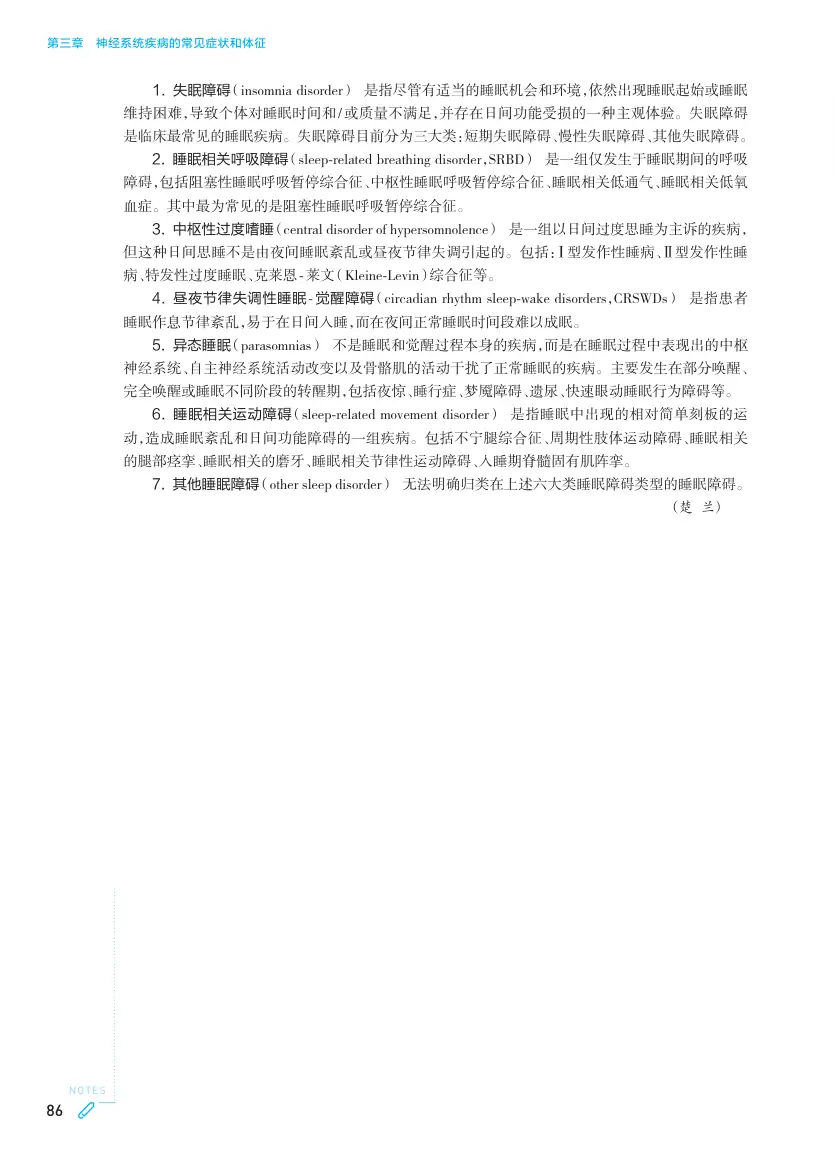 第三章 神经系统疾病的常见症状和体征
1. 失眠障碍(insomnia disorder) 是指尽管有适当的睡眠机会和环境,依然出现睡眠起始或睡眠
维持困难,导致个体对睡眠时间和/或质量不满足,并存在日间功能受损的一种主观体验。失眠障碍
是临床最常见的睡眠疾病。失眠障碍目前分为三大类:短期失眠障碍、慢性失眠障碍、其他失眠障碍。
2. 睡眠相关呼吸障碍(sleep-related breathing disorder,SRBD) 是一组仅发生于睡眠期间的呼吸
障碍,包括阻塞性睡眠呼吸暂停综合征、中枢性睡眠呼吸暂停综合征、睡眠相关低通气、睡眠相关低氧
血症。其中最为常见的是阻塞性睡眠呼吸暂停综合征。
3. 中枢性过度嗜睡(central disorder of hypersomnolence) 是一组以日间过度思睡为主诉的疾病,
但这种日间思睡不是由夜间睡眠紊乱或昼夜节律失调引起的。包括:Ⅰ型发作性睡病、Ⅱ型发作性睡
病、特发性过度睡眠、克莱恩-莱文(Kleine-Levin)综合征等。
4. 昼夜节律失调性睡眠-觉醒障碍(circadian rhythm sleep-wake disorders,CRSWDs) 是指患者
睡眠作息节律紊乱,易于在日间入睡,而在夜间正常睡眠时间段难以成眠。
5. 异态睡眠(parasomnias) 不是睡眠和觉醒过程本身的疾病,而是在睡眠过程中表现出的中枢
神经系统、自主神经系统活动改变以及骨骼肌的活动干扰了正常睡眠的疾病。主要发生在部分唤醒、
完全唤醒或睡眠不同阶段的转醒期,包括夜惊、睡行症、梦魇障碍、遗尿、快速眼动睡眠行为障碍等。
6. 睡眠相关运动障碍(sleep-related movement disorder) 是指睡眠中出现的相对简单刻板的运
动,造成睡眠紊乱和日间功能障碍的一组疾病。包括不宁腿综合征、周期性肢体运动障碍、睡眠相关
的腿部痉挛、睡眠相关的磨牙、睡眠相关节律性运动障碍、入睡期脊髓固有肌阵挛。
7. 其他睡眠障碍(other sleep disorder) 无法明确归类在上述六大类睡眠障碍类型的睡眠障碍。
(楚 兰)
NOTES
86